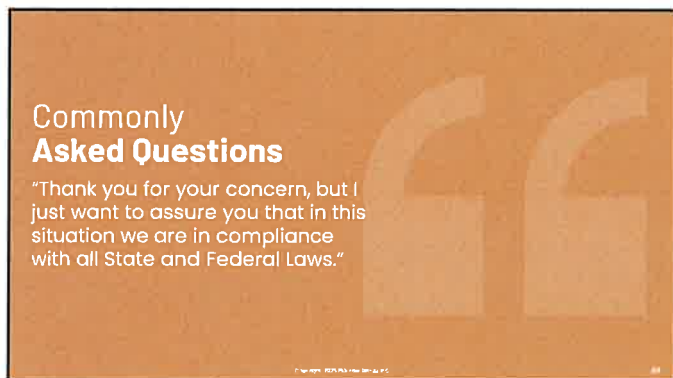 Commonly
Asked Questions
"Thank you for your concern, but I
just want to assure you that in this
situation we are in compliance
with all State and Federal Laws."